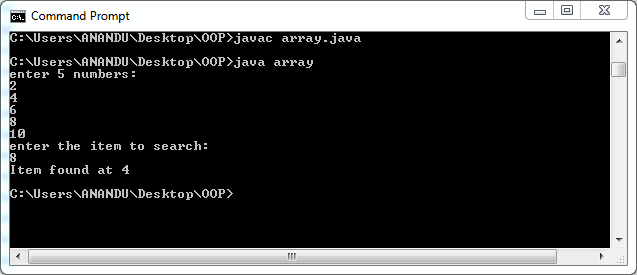 Command Prompt
C:\Users\ANANDU\Desktop\OOP>javac array.java
C:\Users\ANANDU\Desktop\OOP>java array
enter 5 numbers:
2
4
6
8
10
enter the item to search:
8
Item found at 4
C:\Users\ANANDU\Desktop\OOP>